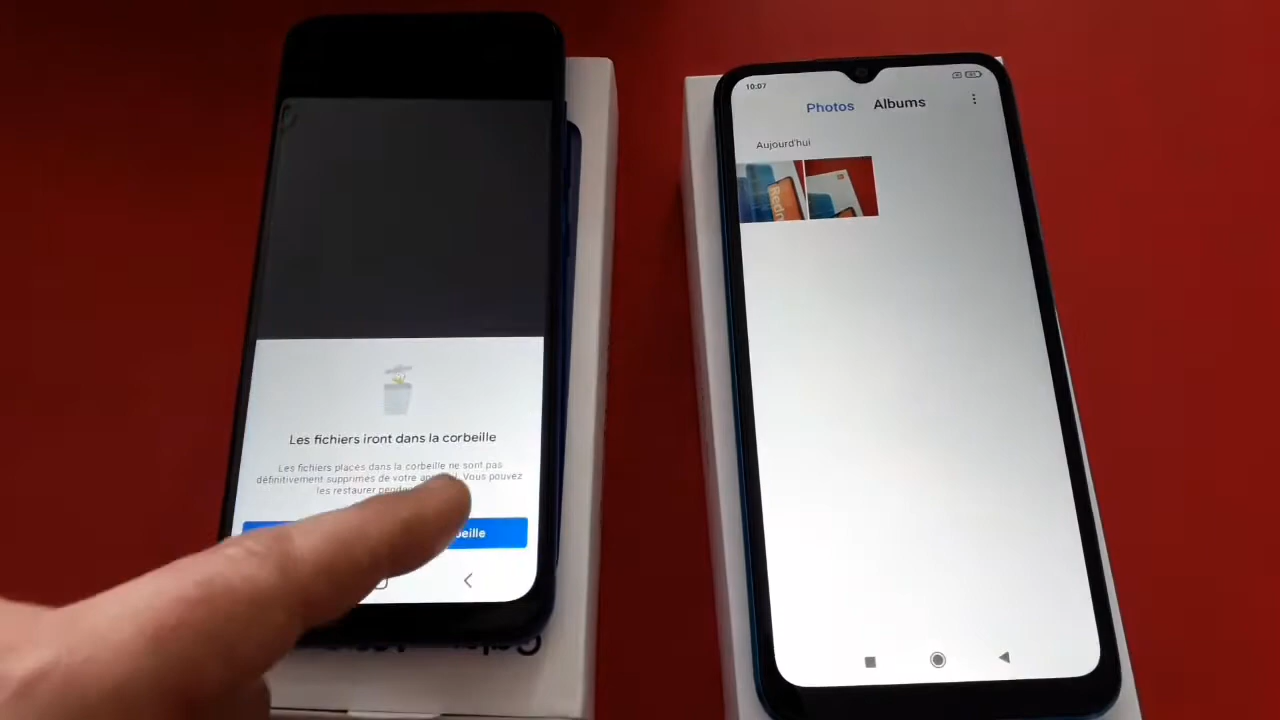 Les fichiers iront dans la corbeille
Les fichiers placés dans la corbeille ne sont pas
définitivement supprimés de votre Vous pouvez
les restaurer
10:07
Photos Albums
Aujourd'hui